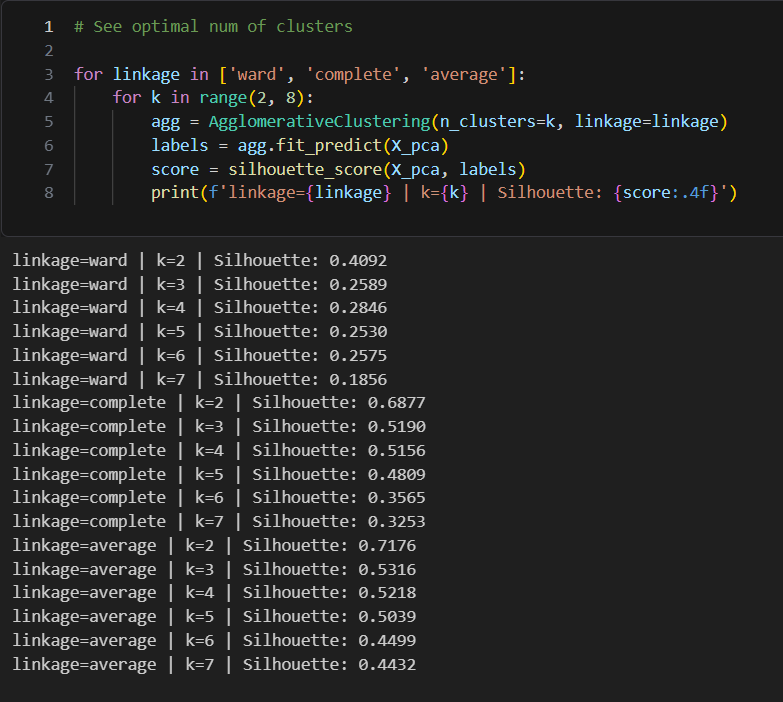 1 # See optimal num of clusters
2
3 for linkage in ['ward', 'complete', 'average']:
4     for k in range(2, 8):
5         agg = AgglomerativeClustering(n_clusters=k, linkage=linkage)
6         labels = agg.fit_predict(X_pca)
7         score = silhouette_score(X_pca, labels)
8         print(f'linkage={linkage} | k={k} | Silhouette: {score:.4f}')
linkage=ward | k=2 | Silhouette: 0.4092
linkage=ward | k=3 | Silhouette: 0.2589
linkage=ward | k=4 | Silhouette: 0.2846
linkage=ward | k=5 | Silhouette: 0.2530
linkage=ward | k=6 | Silhouette: 0.2575
linkage=ward | k=7 | Silhouette: 0.1856
linkage=complete | k=2 | Silhouette: 0.6877
linkage=complete | k=3 | Silhouette: 0.5190
linkage=complete | k=4 | Silhouette: 0.5156
linkage=complete | k=5 | Silhouette: 0.4809
linkage=complete | k=6 | Silhouette: 0.3565
linkage=complete | k=7 | Silhouette: 0.3253
linkage=average | k=2 | Silhouette: 0.7176
linkage=average | k=3 | Silhouette: 0.5316
linkage=average | k=4 | Silhouette: 0.5218
linkage=average | k=5 | Silhouette: 0.5039
linkage=average | k=6 | Silhouette: 0.4499
linkage=average | k=7 | Silhouette: 0.4432